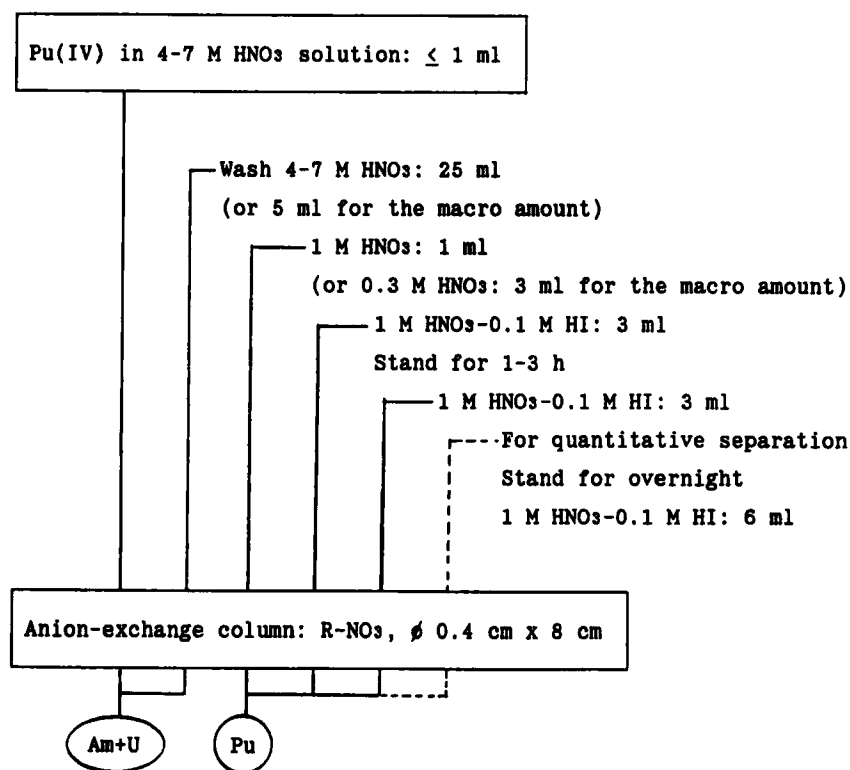 Pu(IV) in 4-7 M HNO₃ solution: ≤ 1 ml
Wash 4-7 M HNO₃: 25 ml
(or 5 ml for the macro amount)
1 M HNO₃: 1 ml
(or 0.3 M HNO₃: 3 ml for the macro amount)
1 M HNO₃-0.1 M HI: 3 ml
Stand for 1-3 h
1 M HNO₃-0.1 M HI: 3 ml
For quantitative separation
Stand for overnight
1 M HNO₃-0.1 M HI: 6 ml
Anion-exchange column: R-NO₃, ø 0.4 cm x 8 cm
Am+U
Pu